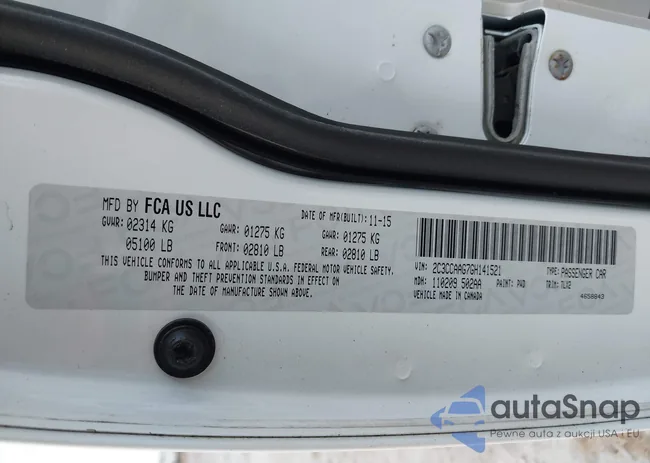 MFD BY FCA US LLC
DATE OF MFR(BUILT): 11-15
GVWR: 02314 KG GAWR: 01275 KG GAWR: 01275 KG
05100 LB FRONT: 02810 LB REAR: 02810 LB
THIS VEHICLE CONFORMS TO ALL APPLICABLE U.S.A. FEDERAL MOTOR VEHICLE SAFETY,
BUMPER AND THEFT PREVENTION STANDARDS IN EFFECT ON
THE DATE OF MANUFACTURE SHOWN ABOVE.
VIN: 2C3CCAAG7GH141521 TYPE: PASSENGER CAR
MDH: 110209 502AA PAINT: PAD TRIM: TLX2
VEHICLE MADE IN CANADA 4658843
autaSnap
Pewne auta z aukcji USA i EU